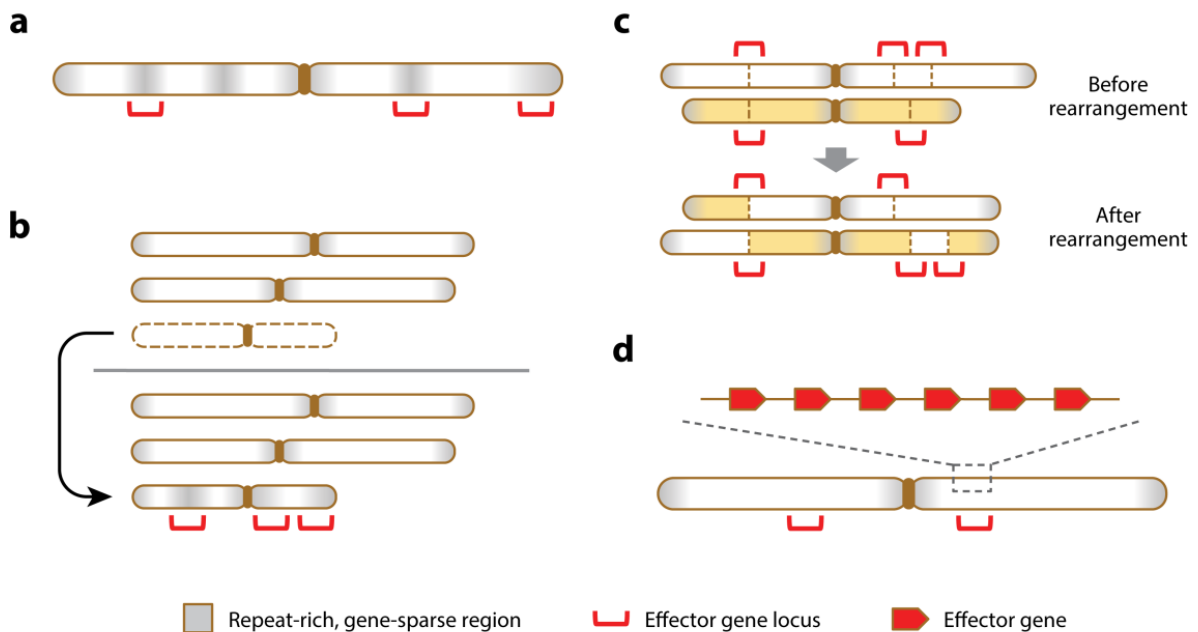 a
b
c
Before
rearrangement
After
rearrangement
d
Repeat-rich, gene-sparse region
Effector gene locus
Effector gene